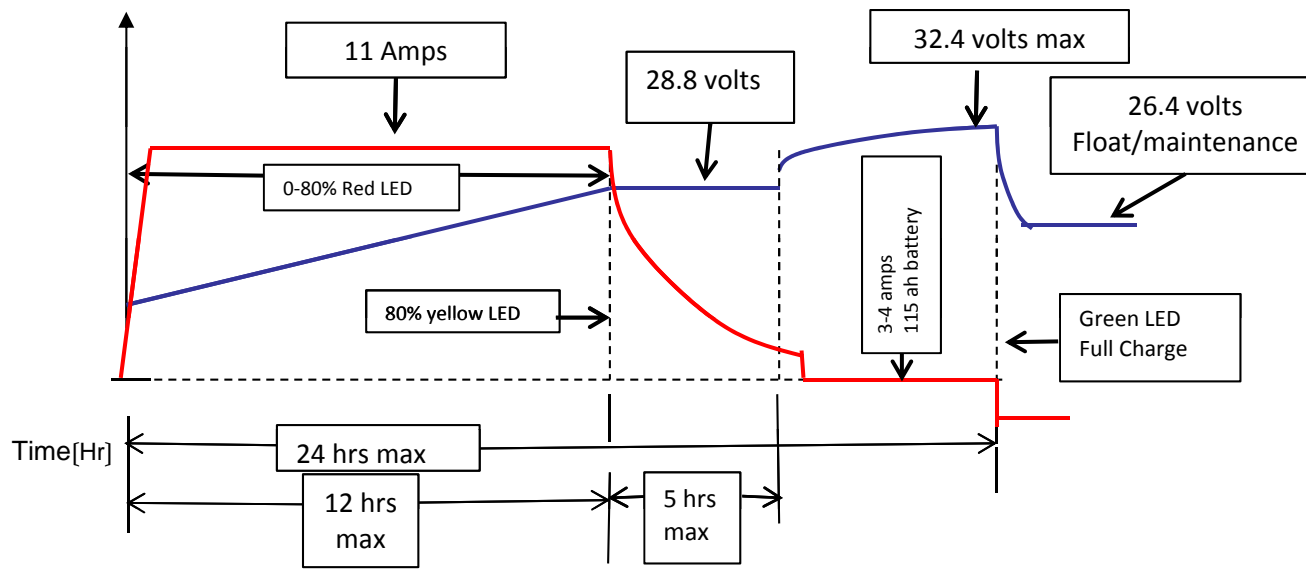 11 Amps
28.8 volts
32.4 volts max
26.4 volts
Float/maintenance
0-80% Red LED
80% yellow LED
3-4 amps
115 ah battery
Green LED
Full Charge
Time[Hr]
24 hrs max
12 hrs
max
5 hrs
max